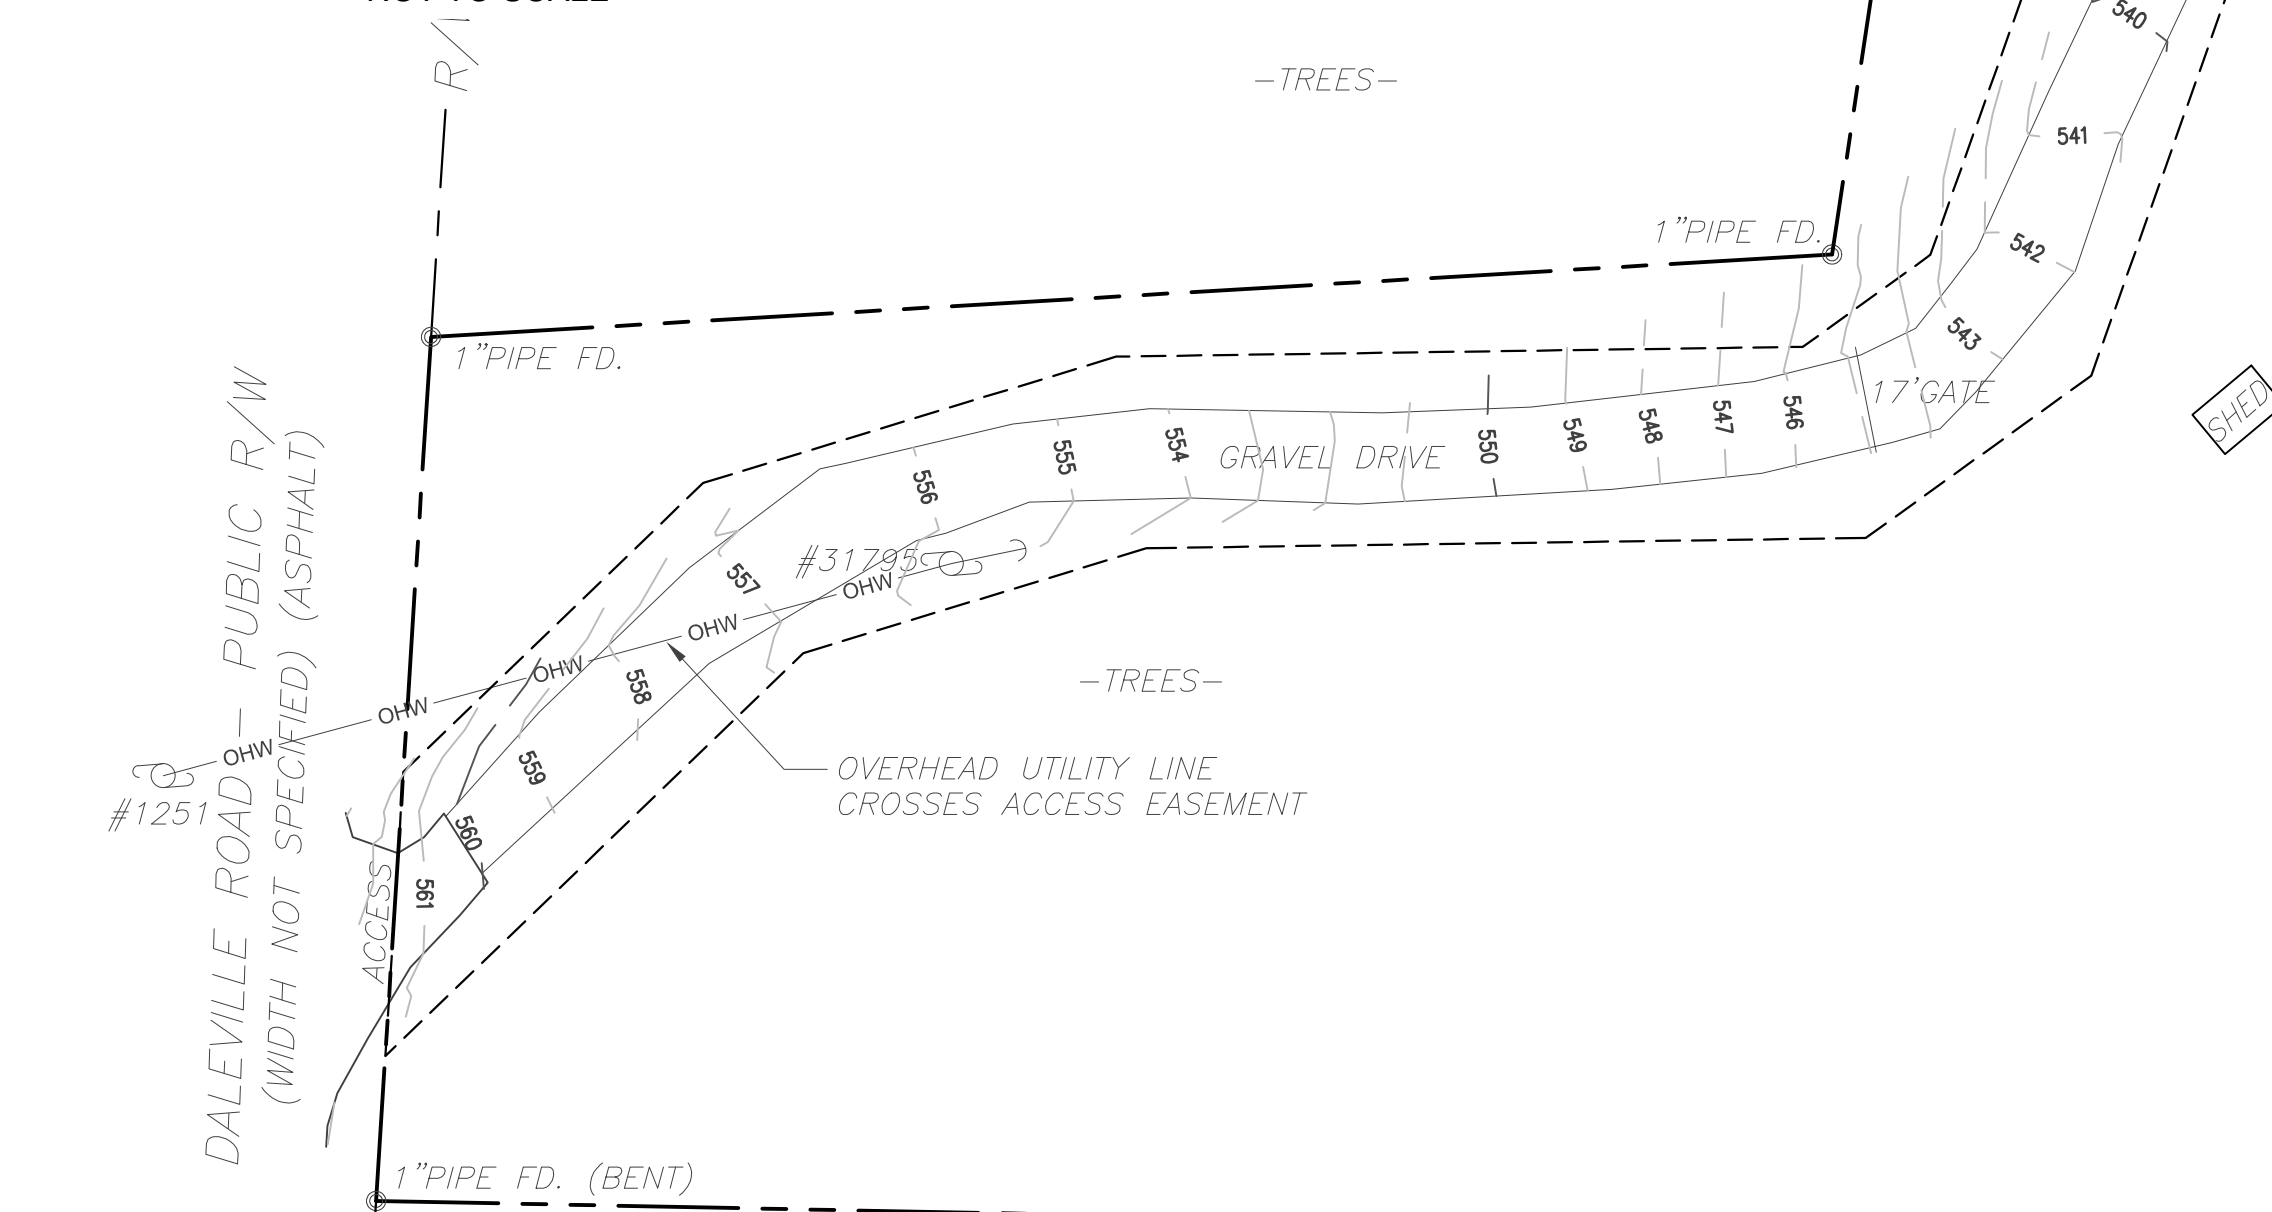 R/
540
-TREES-
541
1"PIPE FD.
542
1"PIPE FD.
543
17'GATE
SHED
546
547
548
549
550
GRAVEL DRIVE
554
555
556
#31795
OHW
557
OHW
OHW
558
-TREES-
OHW
OHW
559
OVERHEAD UTILITY LINE
CROSSES ACCESS EASEMENT
#1251
560
561
ACCESS
DALEVILLE ROAD - PUBLIC R/W
(WIDTH NOT SPECIFIED) (ASPHALT)
1"PIPE FD. (BENT)